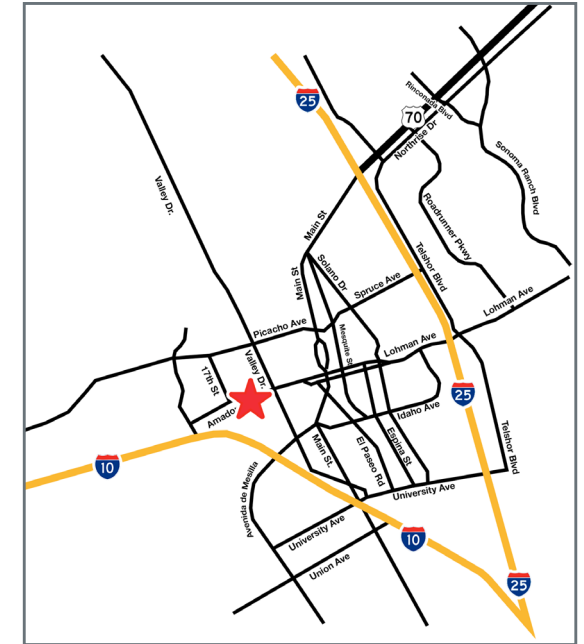 Rinconada Blvd
25
70
Northrise Dr
Sonoma Ranch Blvd
Valley Dr.
Roadrunner Pkwy
Main St
Telshor Blvd
Solano Dr
Main St
Spruce Ave
Lohman Ave
Picacho Ave
Mesquite St
Lohman Ave
Valley Dr.
17th St
25
Amado
Idaho Ave
Telshor Blvd
Main St.
El Paseo Rd
Espina St
10
Avenida de Mesilla
University Ave
University Ave
10
Union Ave
25